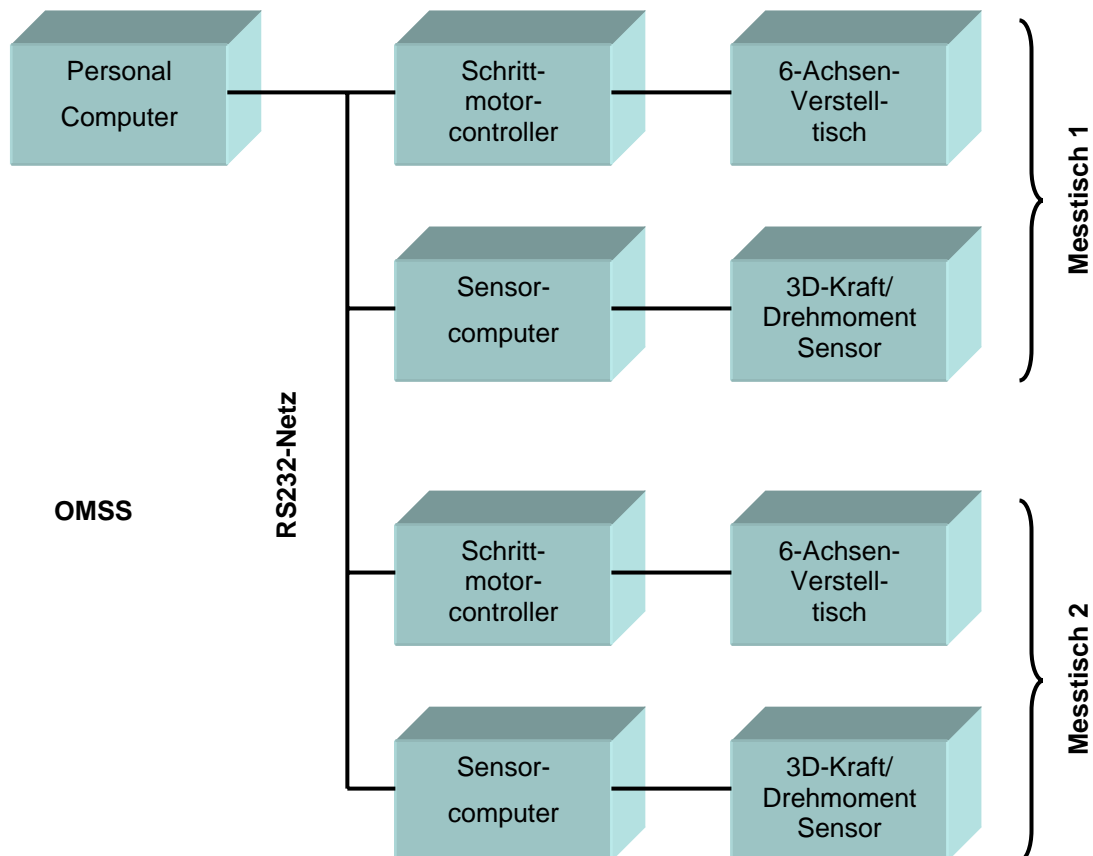 Personal
Computer
Schritt-
motor-
controller
6-Achsen-
Verstell-
tisch
Messtisch 1
Sensor-
computer
3D-Kraft/
Drehmoment
Sensor
RS232-Netz
OMSS
Schritt-
motor-
controller
6-Achsen-
Verstell-
tisch
Messtisch 2
Sensor-
computer
3D-Kraft/
Drehmoment
Sensor